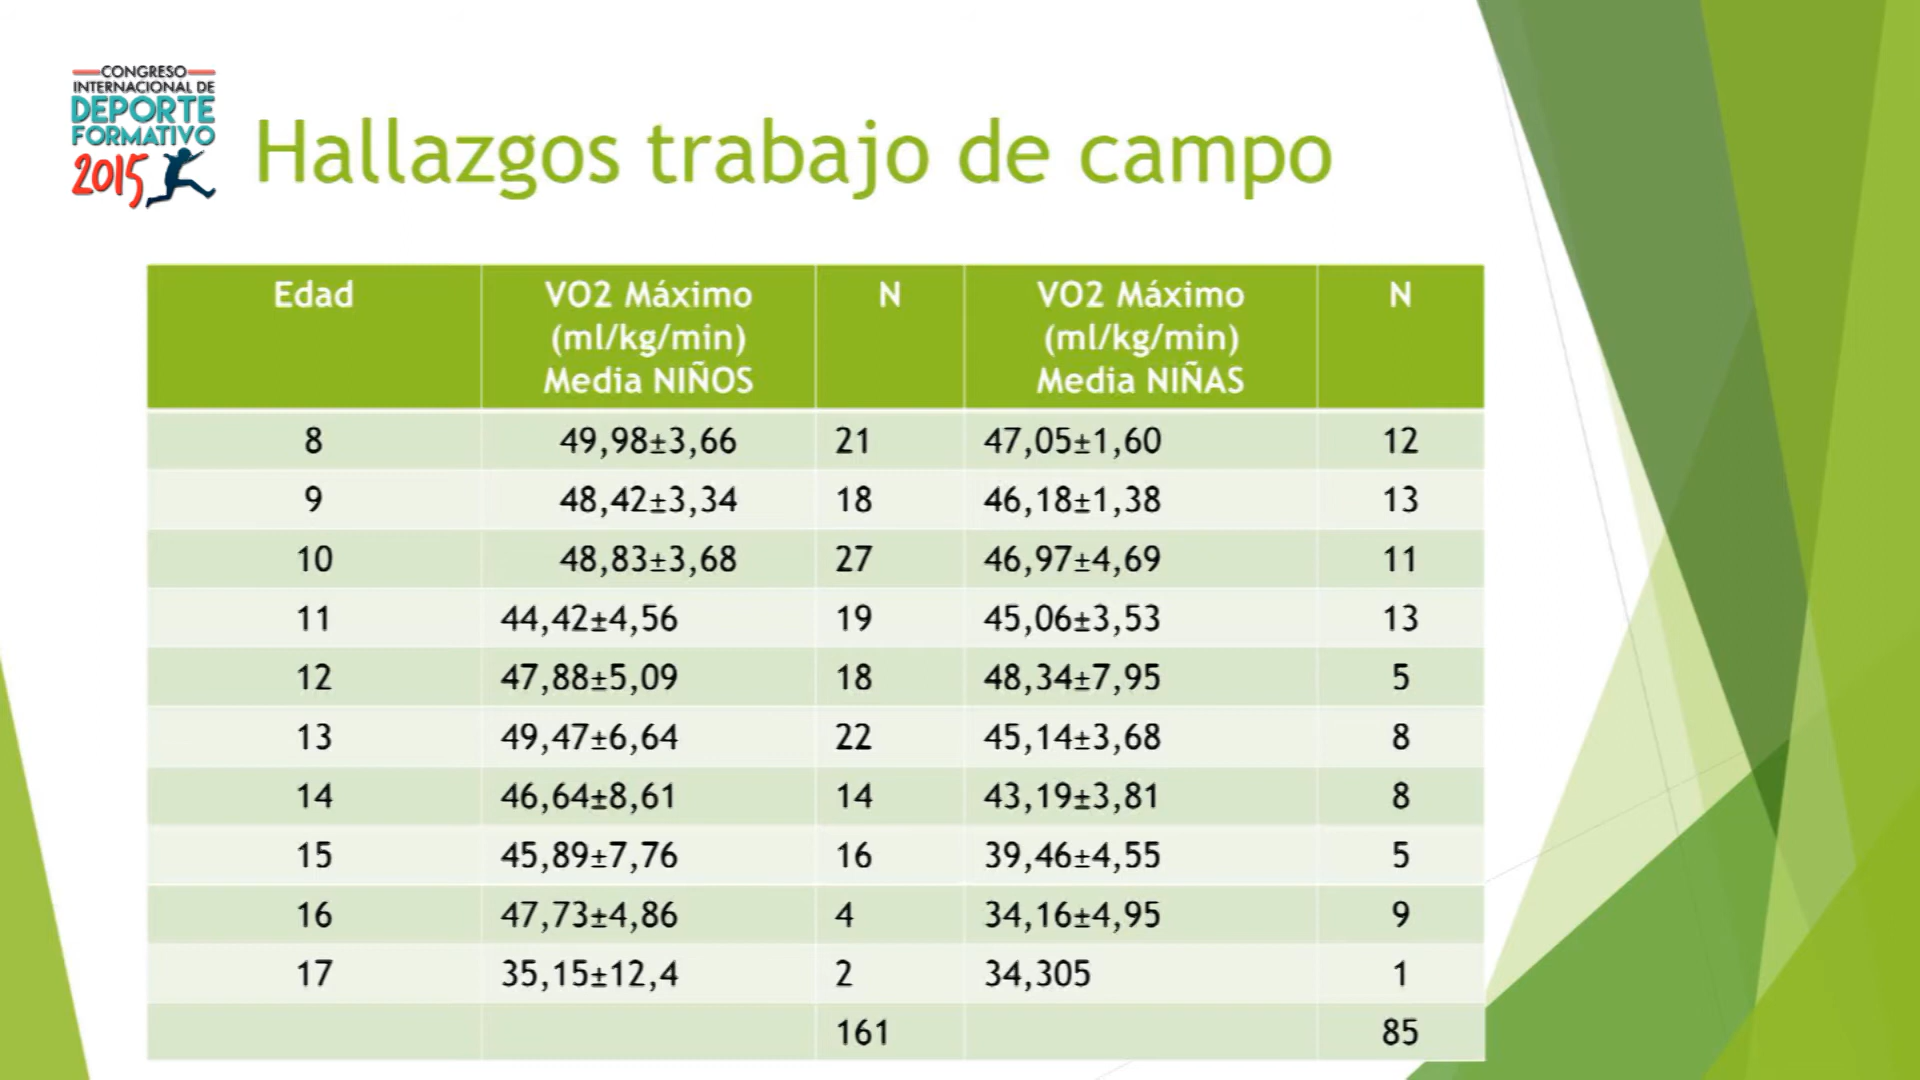 CONGRESO
INTERNACIONAL DE
DEPORTE
FORMATIVO
2015
Hallazgos trabajo de campo
Edad VO2 Máximo (ml/kg/min) Media NIÑOS N VO2 Máximo (ml/kg/min) Media NIÑAS N
8 49,98±3,66 21 47,05±1,60 12
9 48,42±3,34 18 46,18±1,38 13
10 48,83±3,68 27 46,97±4,69 11
11 44,42±4,56 19 45,06±3,53 13
12 47,88±5,09 18 48,34±7,95 5
13 49,47±6,64 22 45,14±3,68 8
14 46,64±8,61 14 43,19±3,81 8
15 45,89±7,76 16 39,46±4,55 5
16 47,73±4,86 4 34,16±4,95 9
17 35,15±12,4 2 34,305 1
161 85